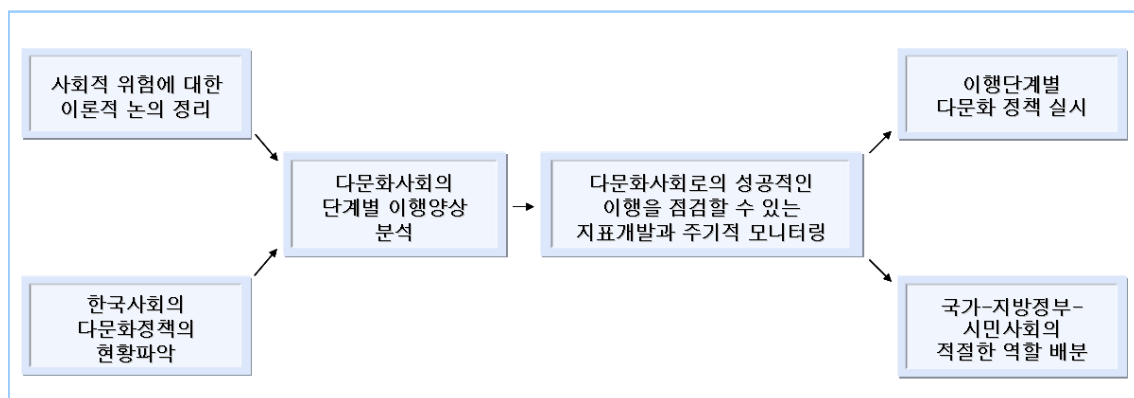 사회적 위험에 대한
이론적 논의 정리
한국사회의
다문화정책의
현황파악
다문화사회의
단계별 이행양상
분석
다문화사회로의 성공적인
이행을 점검할 수 있는
지표개발과 주기적 모니터링
이행단계별
다문화 정책 실시
국가-지방정부-
시민사회의
적절한 역할 배분